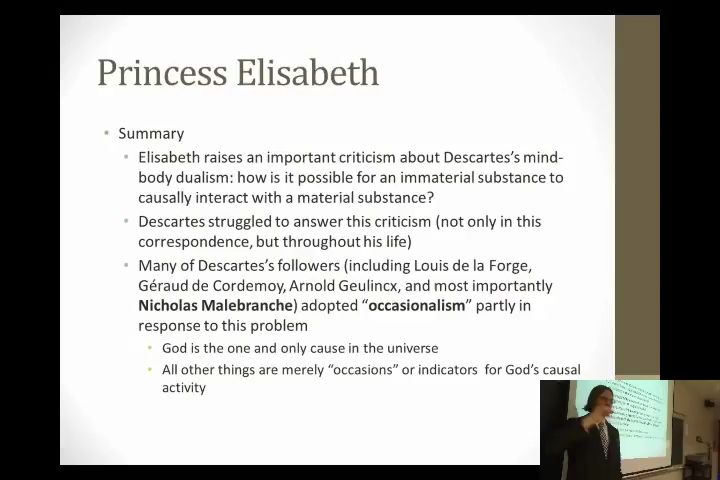 Princess Elisabeth
• Summary
• Elisabeth raises an important criticism about Descartes's mind-
body dualism: how is it possible for an immaterial substance to
causally interact with a material substance?
• Descartes struggled to answer this criticism (not only in this
correspondence, but throughout his life)
• Many of Descartes's followers (including Louis de la Forge,
Géraud de Cordemoy, Arnold Geulincx, and most importantly
Nicholas Malebranche) adopted “occasionalism” partly in
response to this problem
• God is the one and only cause in the universe
• All other things are merely “occasions” or indicators for God's causal
activity